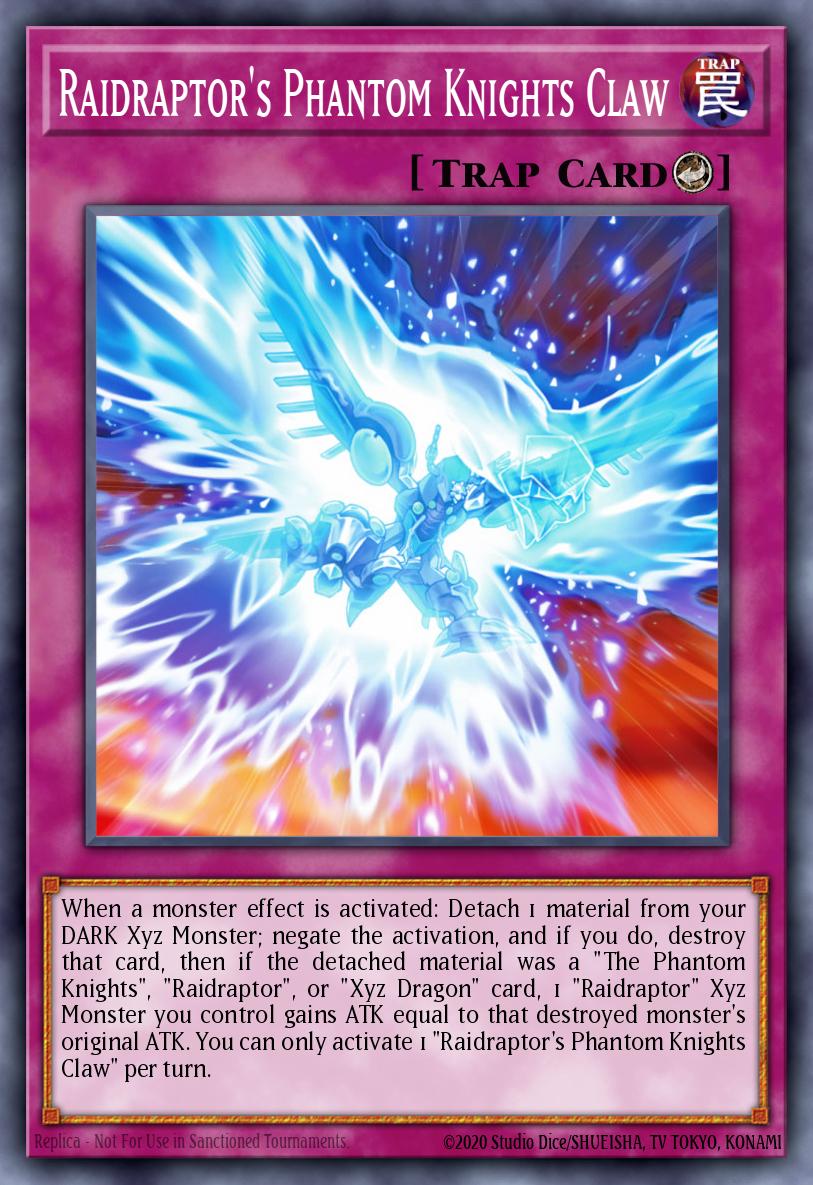 Raidraptor's Phantom Knights Claw
TRAP
罠
[ Trap Card ]
When a monster effect is activated: Detach 1 material from your
DARK Xyz Monster; negate the activation, and if you do, destroy
that card, then if the detached material was a "The Phantom
Knights", "Raidraptor", or "Xyz Dragon" card, 1 "Raidraptor" Xyz
Monster you control gains ATK equal to that destroyed monster's
original ATK. You can only activate 1 "Raidraptor's Phantom Knights
Claw" per turn.
Replica - Not For Use in Sanctioned Tournaments.
©2020 Studio Dice/SHUEISHA, TV TOKYO, KONAMI